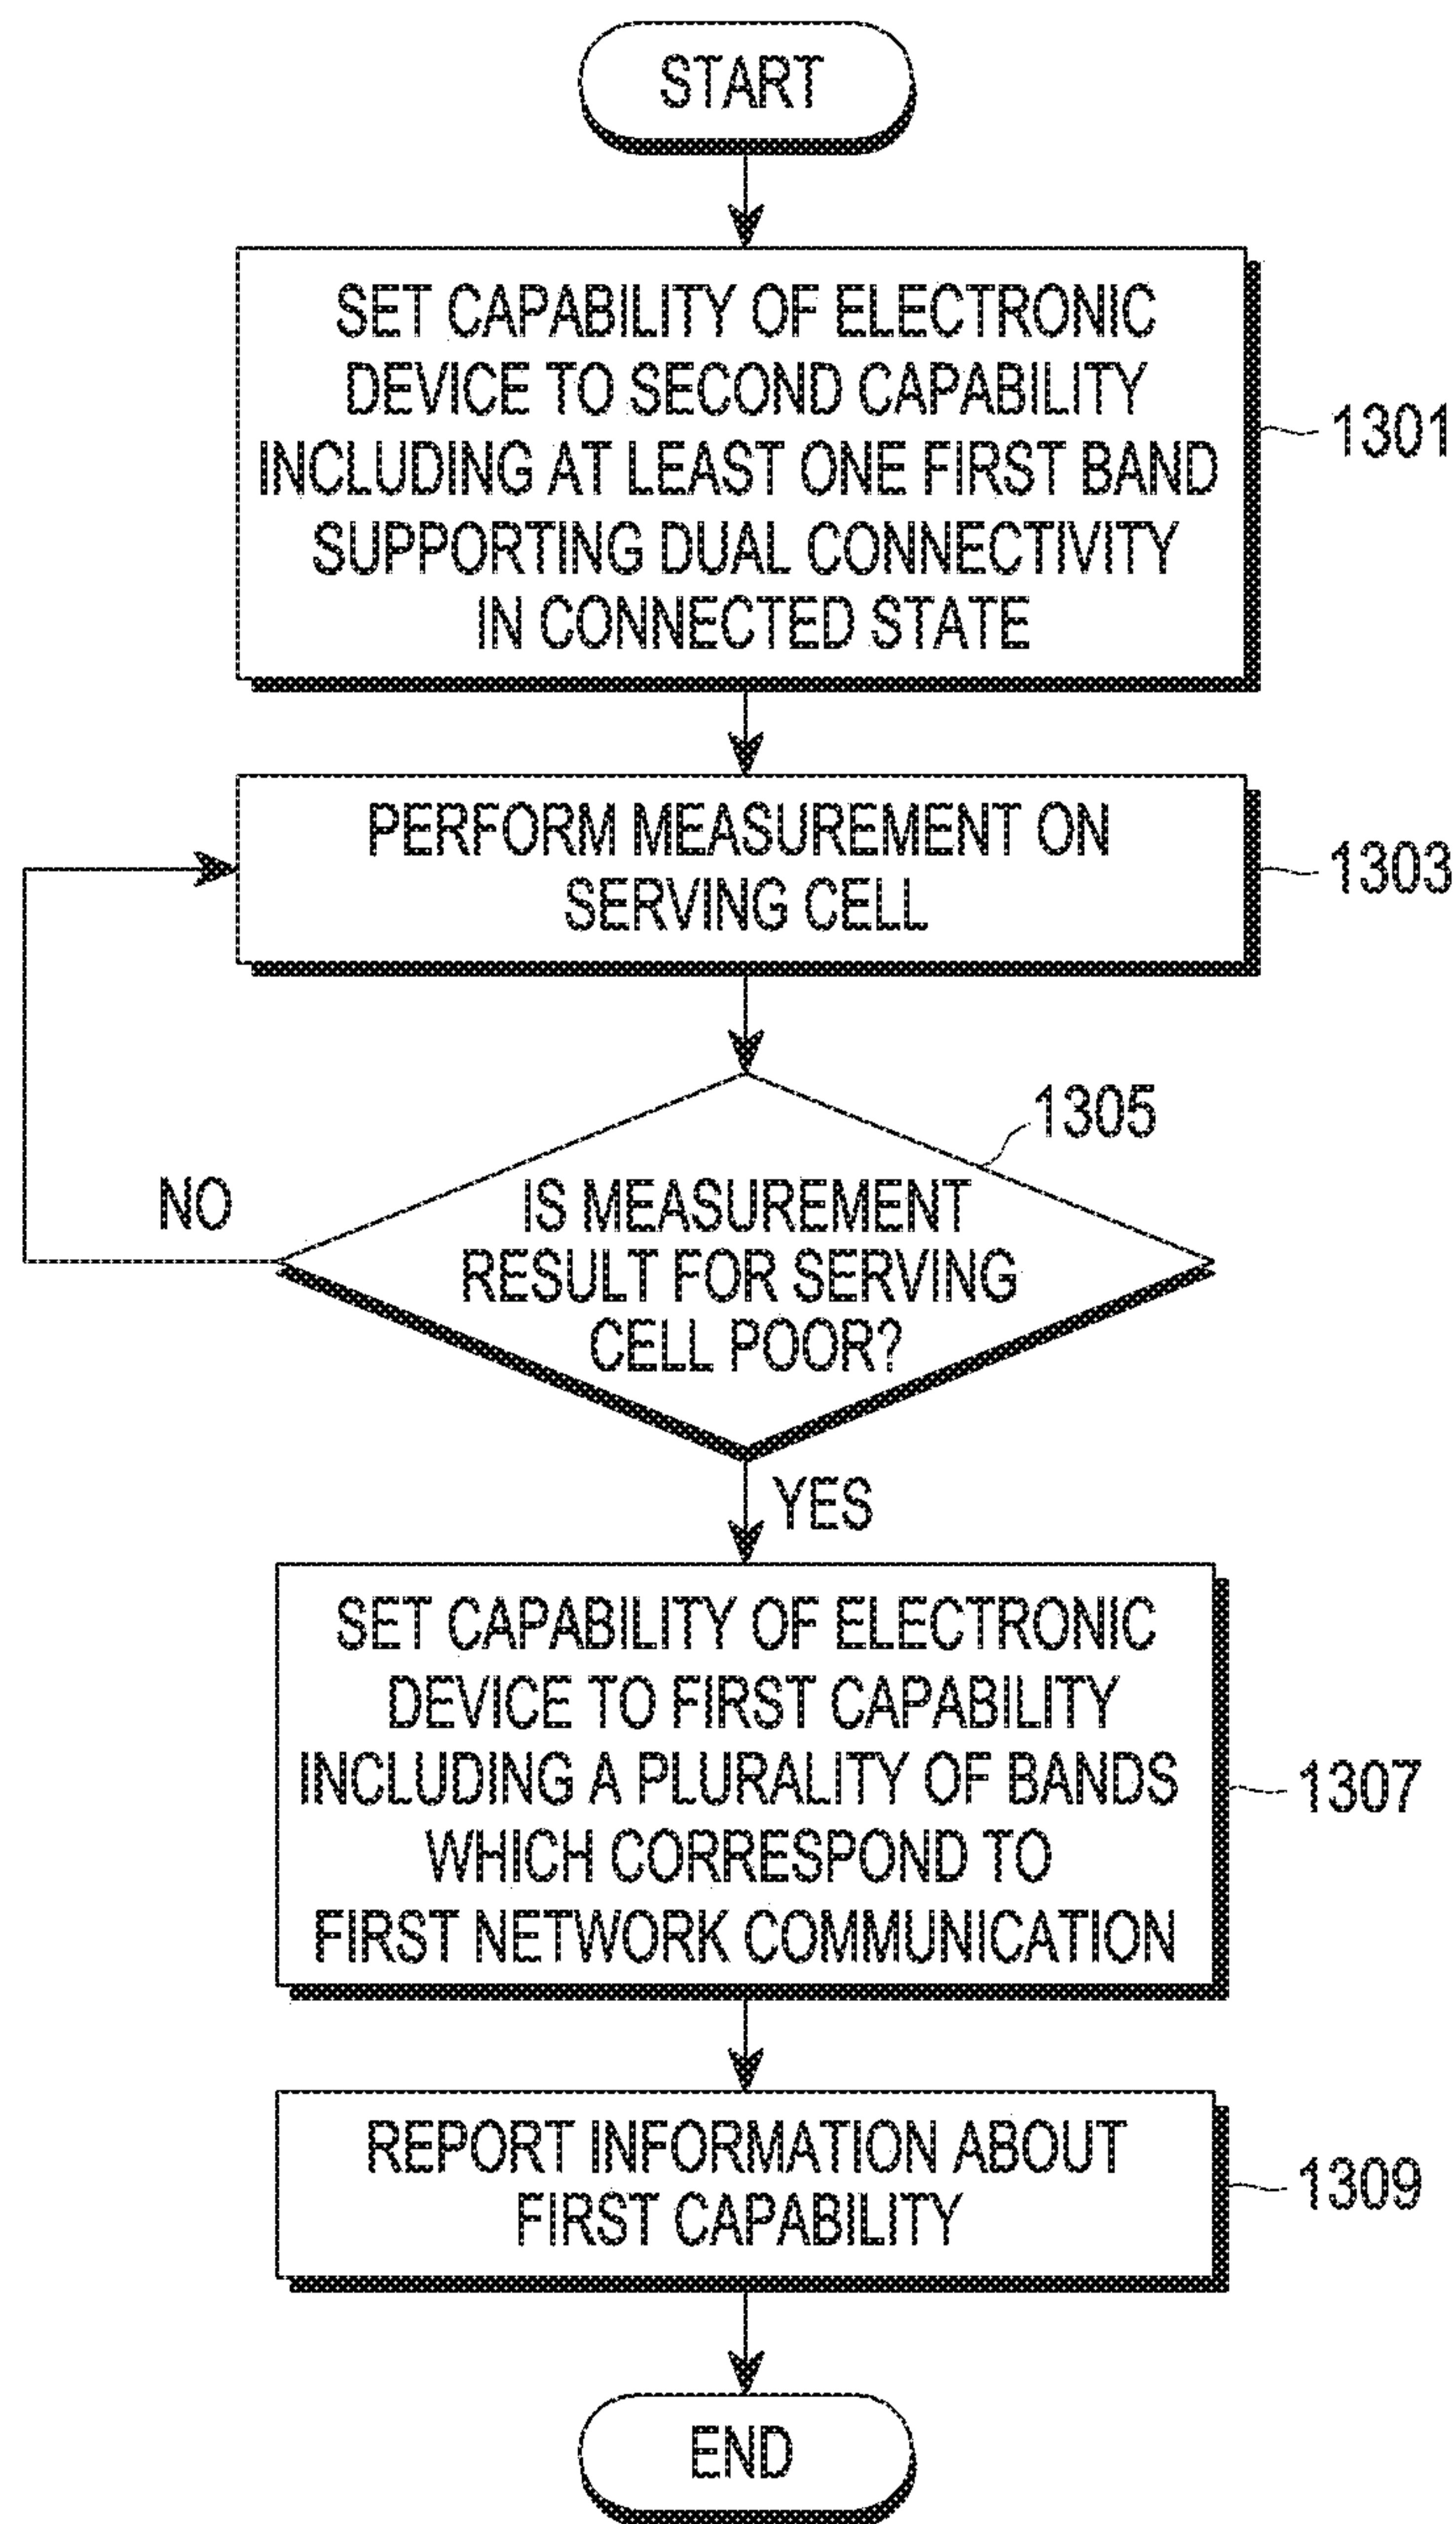 START
SET CAPABILITY OF ELECTRONIC
DEVICE TO SECOND CAPABILITY
INCLUDING AT LEAST ONE FIRST BAND
SUPPORTING DUAL CONNECTIVITY
IN CONNECTED STATE
1301
PERFORM MEASUREMENT ON
SERVING CELL
1303
1305
IS MEASUREMENT
RESULT FOR SERVING
CELL POOR?
NO
YES
SET CAPABILITY OF ELECTRONIC
DEVICE TO FIRST CAPABILITY
INCLUDING A PLURALITY OF BANDS
WHICH CORRESPOND TO
FIRST NETWORK COMMUNICATION
1307
REPORT INFORMATION ABOUT
FIRST CAPABILITY
1309
END